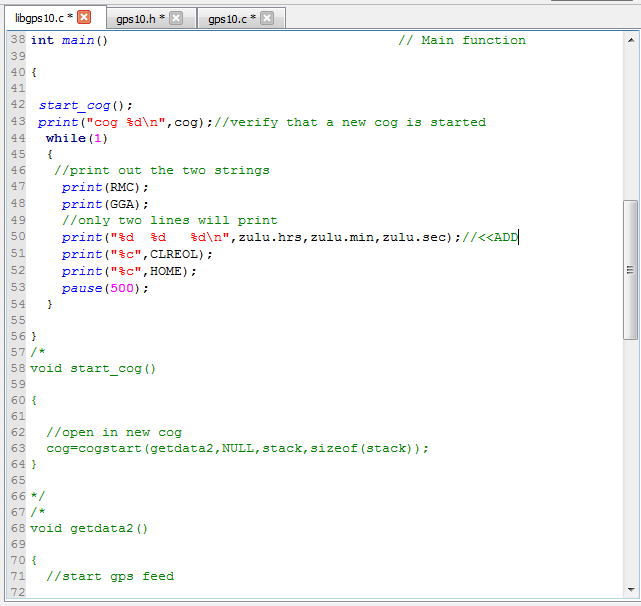 libgps10.c * gps10.h * gps10.c *
38 int main() // Main function
39
40 {
41
42 start_cog();
43 print("cog %d\n",cog);//verify that a new cog is started
44 while(1)
45 {
46 //print out the two strings
47 print(RMC);
48 print(GGA);
49 //only two lines will print
50 print("%d  %d   %d\n",zulu.hrs,zulu.min,zulu.sec);//<<ADD
51 print("%c",CLREOL);
52 print("%c",HOME);
53 pause(500);
54 }
55
56 }
57 /*
58 void start_cog()
59
60 {
61
62 //open in new cog
63 cog=cogstart(getdata2,NULL,stack,sizeof(stack));
64 }
65
66 */
67 /*
68 void getdata2()
69
70 {
71 //start gps feed
72